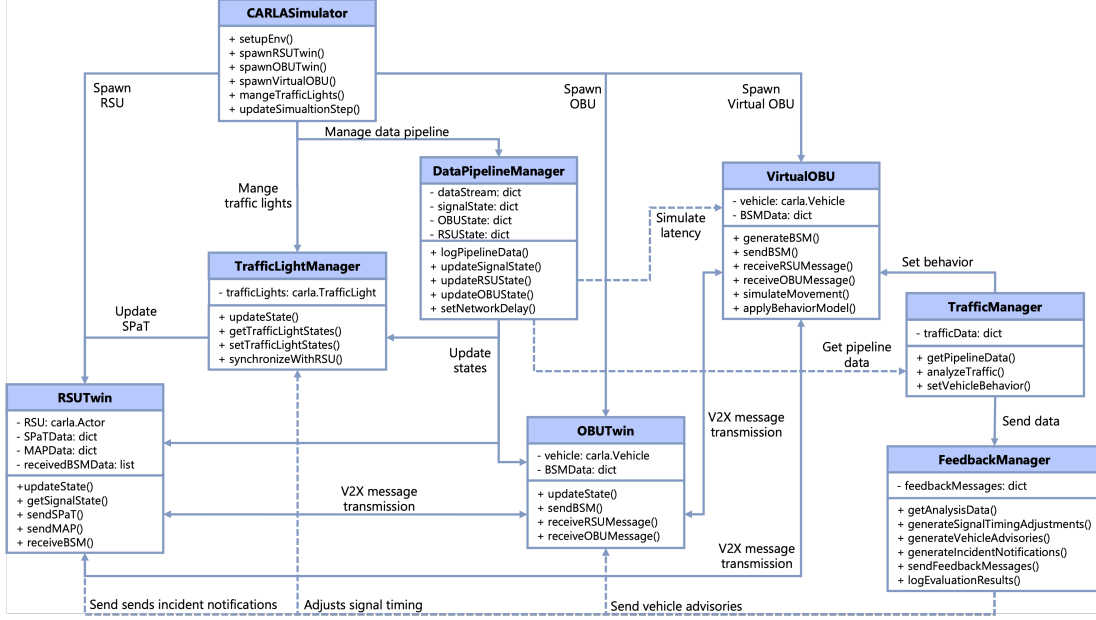 CARLASimulator
+ setupEnv()
+ spawnRSUTwin()
+ spawnOBUTwin()
+ spawnVirtualOBU()
+ mangeTrafficLights()
+ updateSimualtionStep()
Spawn
RSU
Spawn
OBU
Spawn
Virtual OBU
Manage data pipeline
Mange
traffic lights
DataPipelineManager
- dataStream: dict
- signalState: dict
- OBUState: dict
- RSUState: dict
+ logPipelineData()
+ updateSignalState()
+ updateRSUState()
+ updateOBUState()
+ setNetworkDelay()
VirtualOBU
- vehicle: carla.Vehicle
- BSMData: dict
+ generateBSM()
+ sendBSM()
+ receiveRSUMessage()
+ receiveOBUMessage()
+ simulateMovement()
+ applyBehaviorModel()
Simulate
latency
Set behavior
TrafficLightManager
- trafficLights: carla.TrafficLight
+ updateState()
+ getTrafficLightStates()
+ setTrafficLightStates()
+ synchronizeWithRSU()
Update
SPaT
Update
states
Get pipeline
data
TrafficManager
- trafficData: dict
+ getPipelineData()
+ analyzeTraffic()
+ setVehicleBehavior()
Send data
RSUTwin
- RSU: carla.Actor
- SPaTData: dict
- MAPData: dict
- receivedBSMData: list
+updateState()
+ getSignalState()
+ sendSPaT()
+ sendMAP()
+ receiveBSM()
V2X message
transmission
OBUTwin
- vehicle: carla.Vehicle
- BSMData: dict
+ updateState()
+ sendBSM()
+ receiveRSUMessage()
+ receiveOBUMessage()
V2X message
transmission
V2X message
transmission
FeedbackManager
- feedbackMessages: dict
+ getAnalysisData()
+ generateSignalTimingAdjustments()
+ generateVehicleAdvisories()
+ generateIncidentNotifications()
+ sendFeedbackMessages()
+ logEvaluationResults()
Send sends incident notifications
Adjusts signal timing
Send vehicle advisories